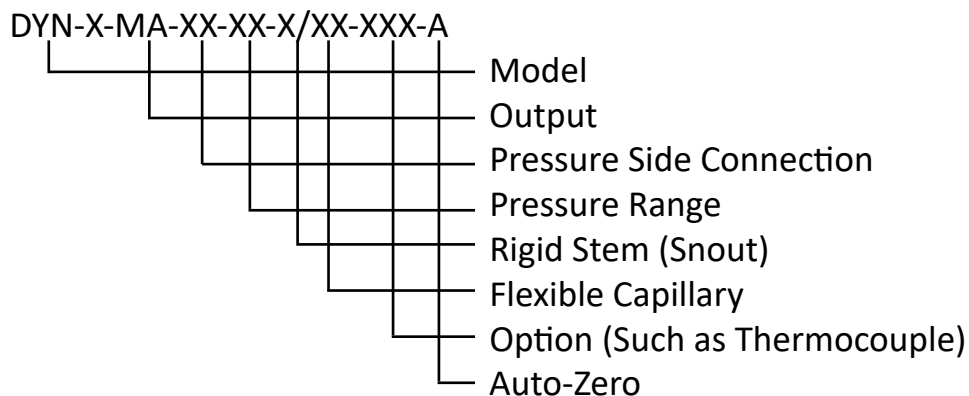 DYN-X-MA-XX-XX-X/XX-XXX-A
Model
Output
Pressure Side Connection
Pressure Range
Rigid Stem (Snout)
Flexible Capillary
Option (Such as Thermocouple)
Auto-Zero